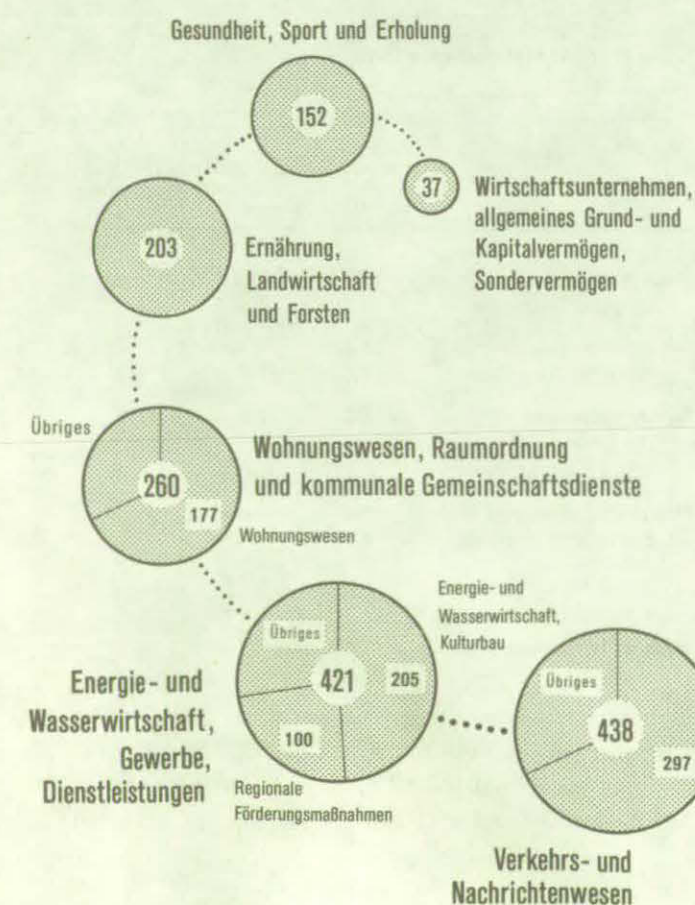 Gesundheit, Sport und Erholung
152
37
Wirtschaftsunternehmen,
allgemeines Grund- und
Kapitalvermögen,
Sondervermögen
203
Ernährung,
Landwirtschaft
und Forsten
Übriges
260
177
Wohnungswesen, Raumordnung
und kommunale Gemeinschaftsdienste
Wohnungswesen
Energie- und
Wasserwirtschaft,
Kulturbau
Übriges
421
205
100
Energie- und
Wasserwirtschaft,
Gewerbe,
Dienstleistungen
Regionale
Förderungsmaßnahmen
Übriges
438
297
Verkehrs- und
Nachrichtenwesen